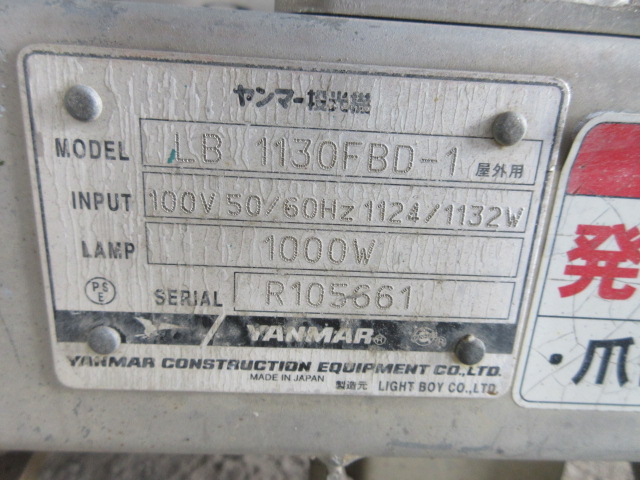 ヤンマー投光機
MODEL LB 1130FBD-1 屋外用
INPUT 100V 50/60Hz 1124/1132W
LAMP 1000W
PSE SERIAL R105661
YANMAR®
YANMAR CONSTRUCTION EQUIPMENT CO.,LTD.
MADE IN JAPAN 製造元 LIGHT BOY CO.,LTD.
発
・爪